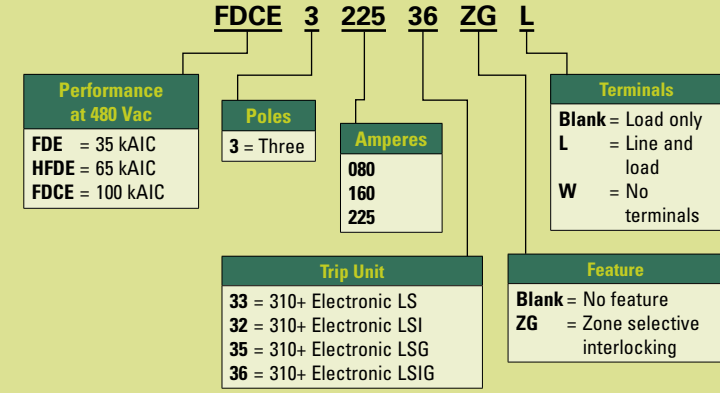 FDCE 3 225 36 ZG L
Performance
at 480 Vac
FDE = 35 kAIC
HFDE = 65 kAIC
FDCE = 100 kAIC
Poles
3 = Three
Amperes
080
160
225
Terminals
Blank = Load only
L = Line and
load
W = No
terminals
Trip Unit
33 = 310+ Electronic LS
32 = 310+ Electronic LSI
35 = 310+ Electronic LSG
36 = 310+ Electronic LSIG
Feature
Blank = No feature
ZG = Zone selective
interlocking